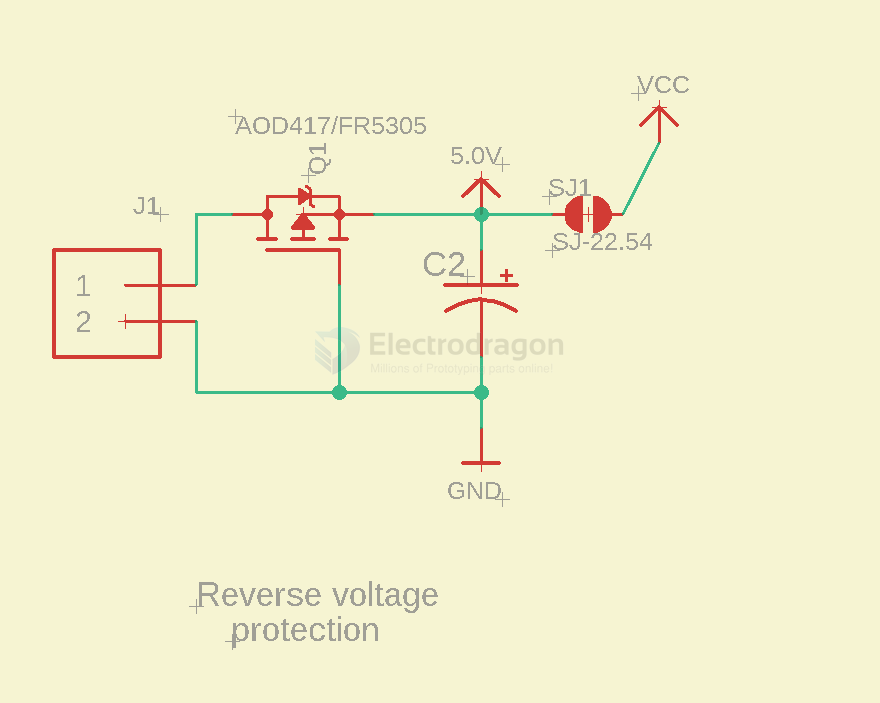 VCC
AOD417/FR5305
Q1
5.0V
J1
SJ1
SJ-22.54
C2
+
1
2
Electrodragon
Millions of Prototyping parts online!
GND
Reverse voltage
protection